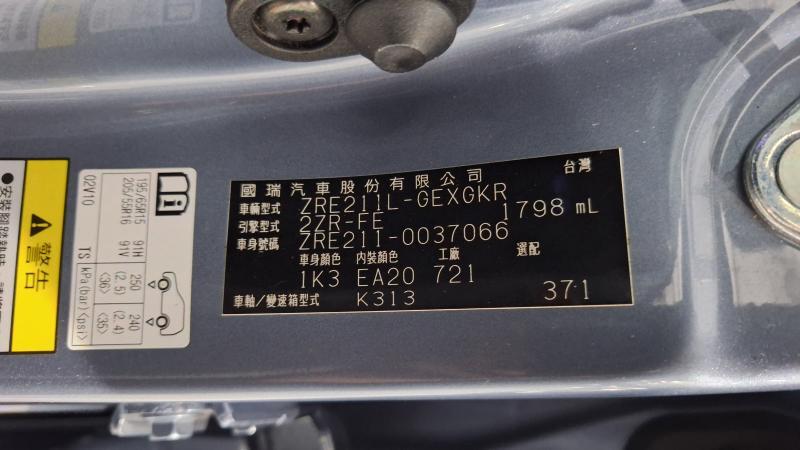 國瑞汽車股份有限公司 台灣
車輛型式 ZRE211L-GEXGKR
引擎型式 2ZR-FE 1798 mL
車身號碼 ZRE211-0037066
車身顏色 內裝顏色 工廠 選配
1K3 EA20 721
車軸/變速箱型式 K313 371
195/65R15 91H 250 (2.5) <36> 240 (2.4) <35>
205/55R16 91V
TS kPa(bar)<psi>
02V10
警告